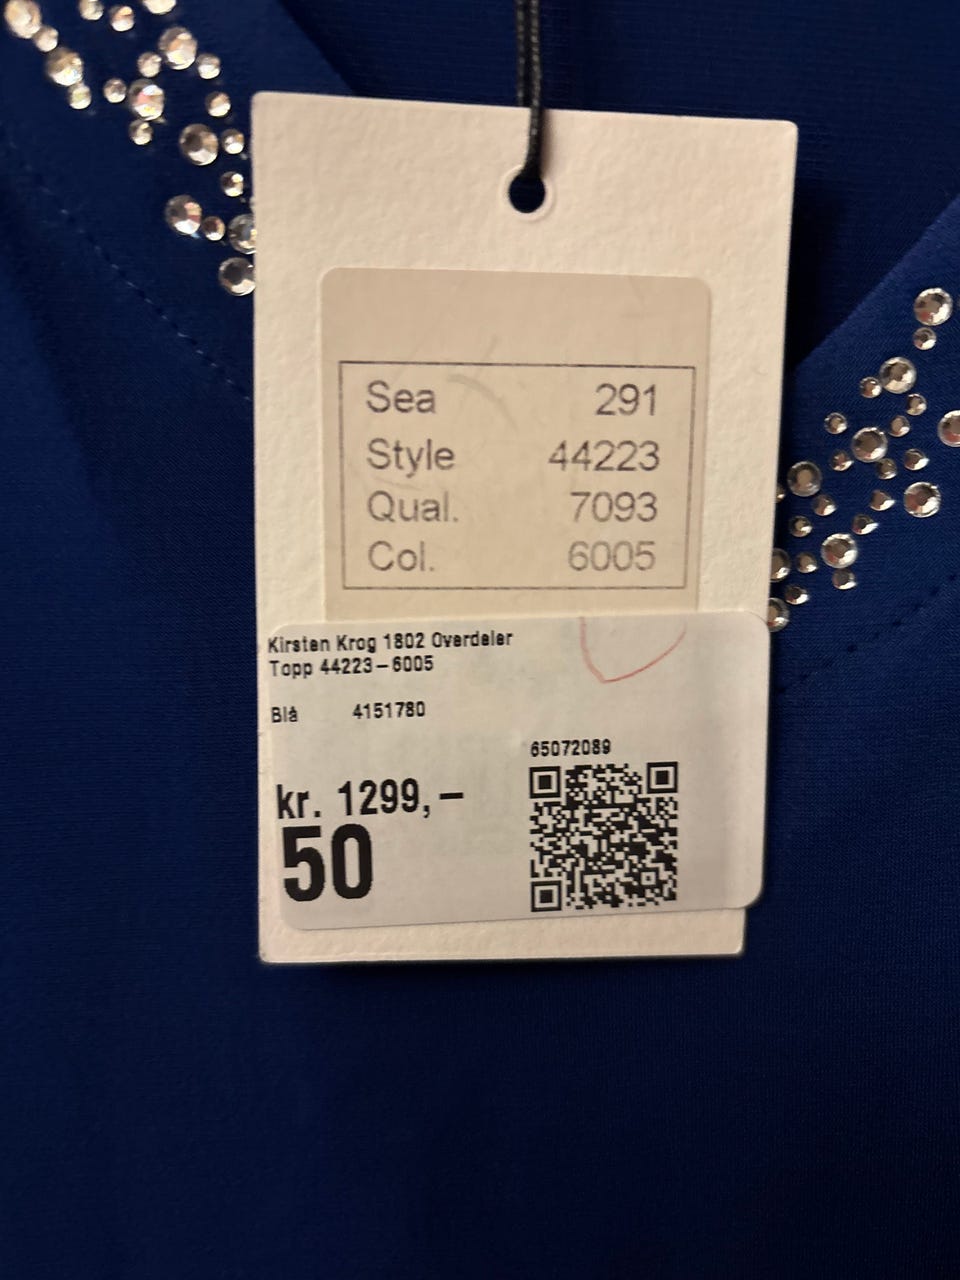 Sea 291
Style 44223
Qual. 7093
Col. 6005
Kirsten Krog 1802 Overdeler
Topp 44223-6005
Blå 4151780
65072089
kr. 1299,-
50